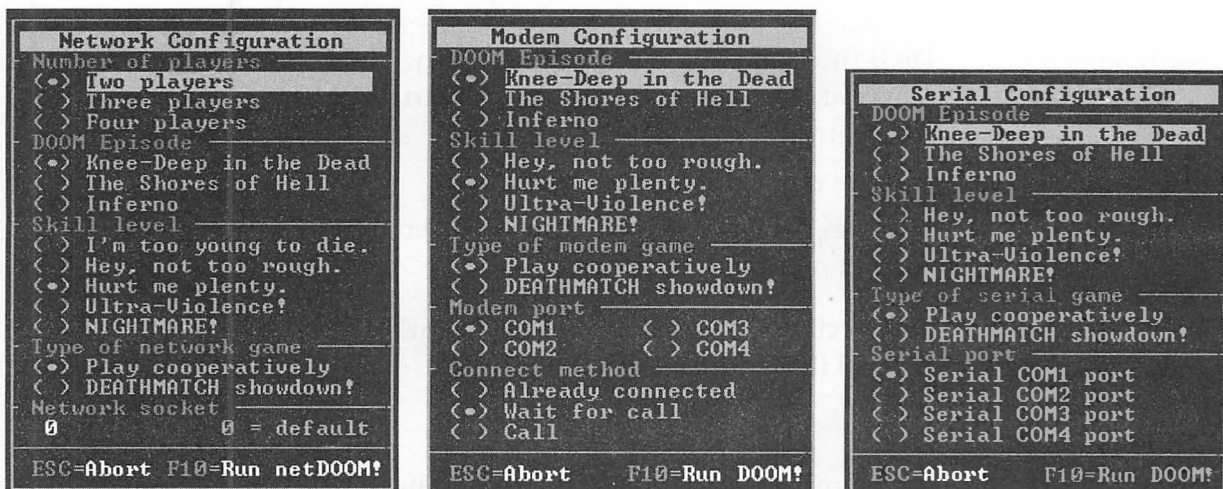 Network Configuration
Number of players
(•) Two players
( ) Three players
( ) Four players
DOOM Episode
(•) Knee-Deep in the Dead
( ) The Shores of Hell
( ) Inferno
Skill level
( ) I'm too young to die.
( ) Hey, not too rough.
(•) Hurt me plenty.
( ) Ultra-Violence!
( ) NIGHTMARE!
Type of network game
(•) Play cooperatively
( ) DEATHMATCH showdown!
Network socket
0 0 = default
ESC=Abort F10=Run netDOOM!
Modem Configuration
DOOM Episode
(•) Knee-Deep in the Dead
( ) The Shores of Hell
( ) Inferno
Skill level
( ) Hey, not too rough.
(•) Hurt me plenty.
( ) Ultra-Violence!
( ) NIGHTMARE!
Type of modem game
(•) Play cooperatively
( ) DEATHMATCH showdown!
Modem port
(•) COM1 ( ) COM3
( ) COM2 ( ) COM4
Connect method
( ) Already connected
(•) Wait for call
( ) Call
ESC=Abort F10=Run DOOM!
Serial Configuration
DOOM Episode
(•) Knee-Deep in the Dead
( ) The Shores of Hell
( ) Inferno
Skill level
( ) Hey, not too rough.
(•) Hurt me plenty.
( ) Ultra-Violence!
( ) NIGHTMARE!
Type of serial game
(•) Play cooperatively
( ) DEATHMATCH showdown!
Serial port
(•) Serial COM1 port
( ) Serial COM2 port
( ) Serial COM3 port
( ) Serial COM4 port
ESC=Abort F10=Run DOOM!